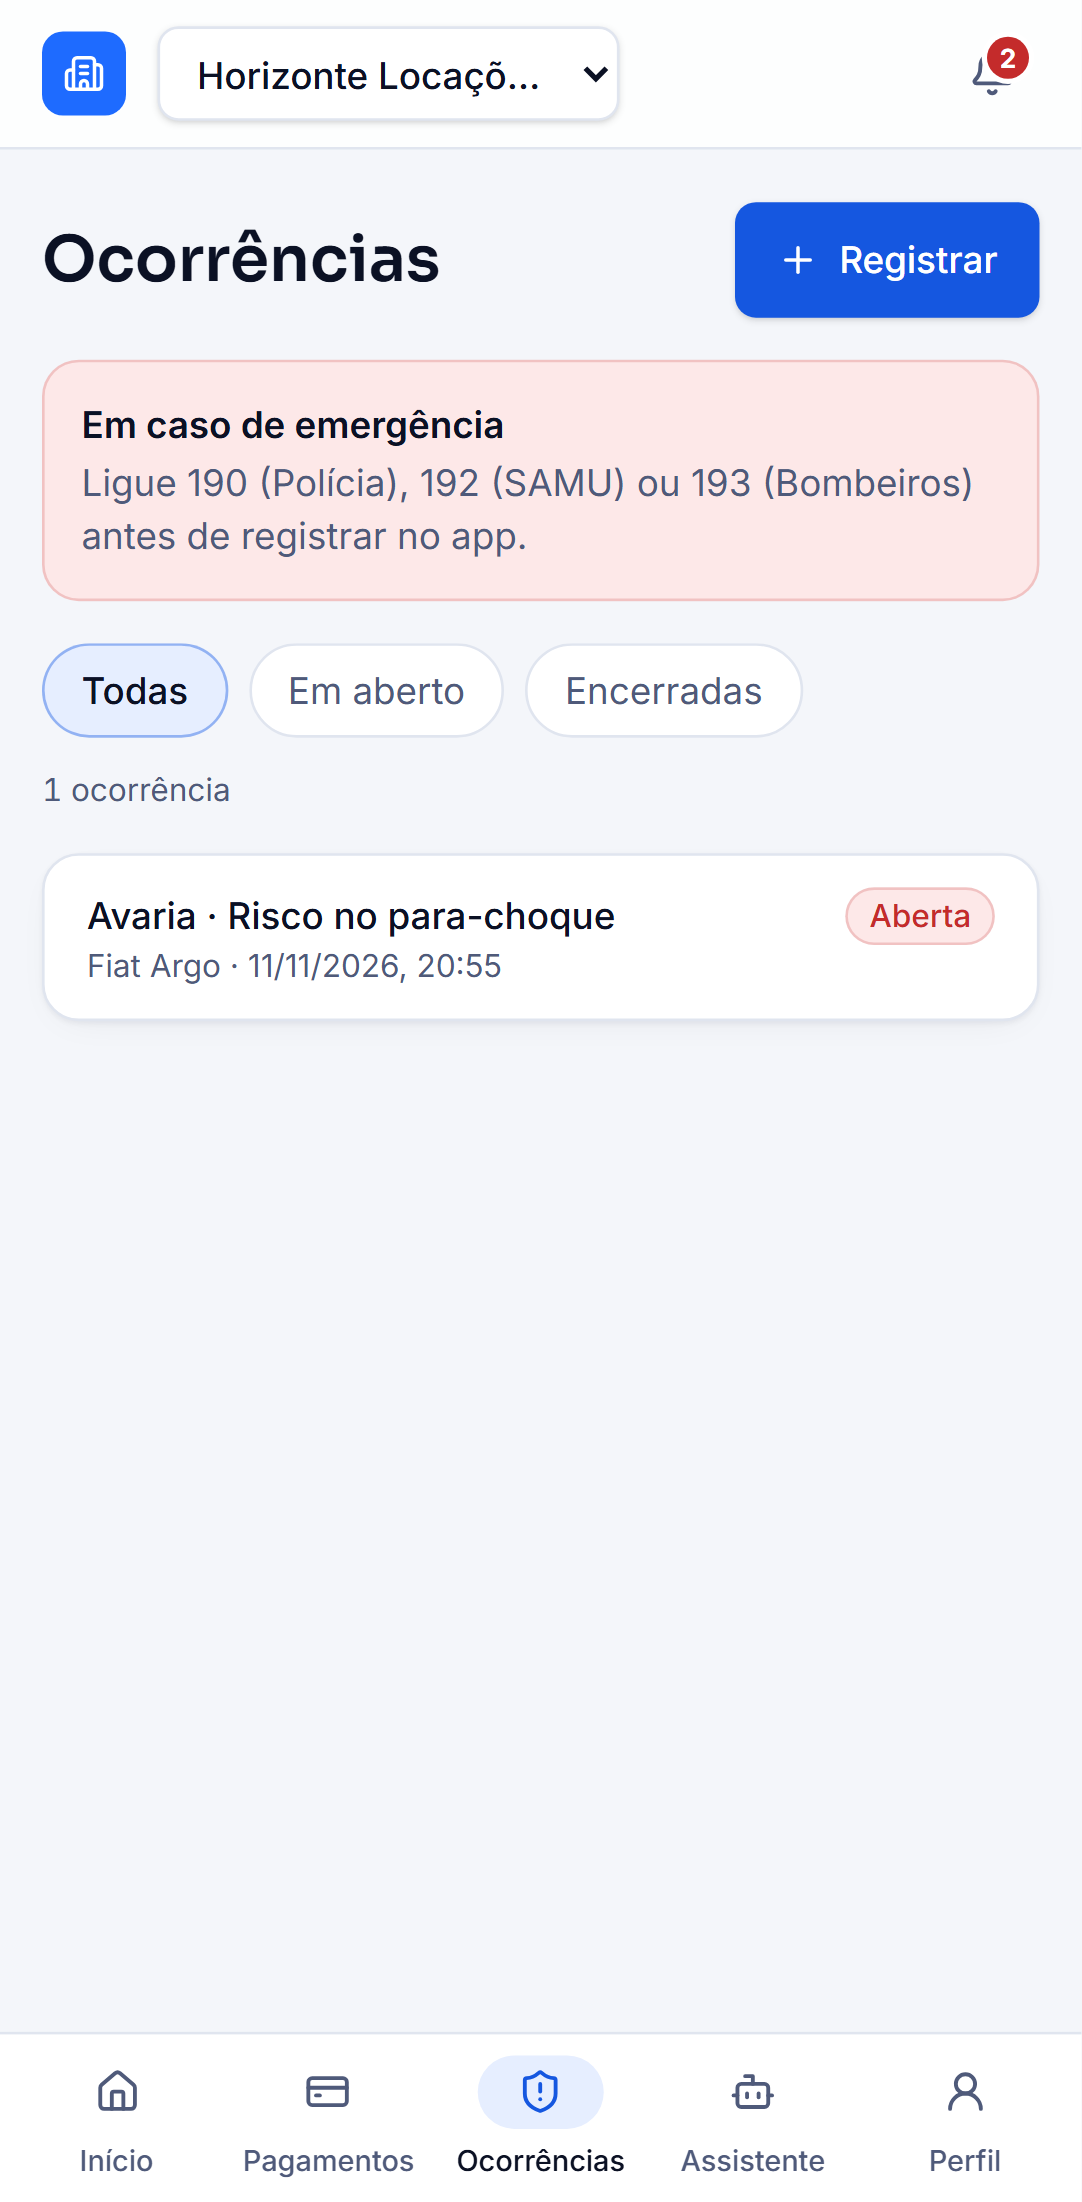 Horizonte Locaçõ...
2
Ocorrências
+ Registrar
Em caso de emergência
Ligue 190 (Polícia), 192 (SAMU) ou 193 (Bombeiros)
antes de registrar no app.
Todas
Em aberto
Encerradas
1 ocorrência
Avaria · Risco no para-choque
Aberta
Fiat Argo · 11/11/2026, 20:55
Início
Pagamentos
Ocorrências
Assistente
Perfil